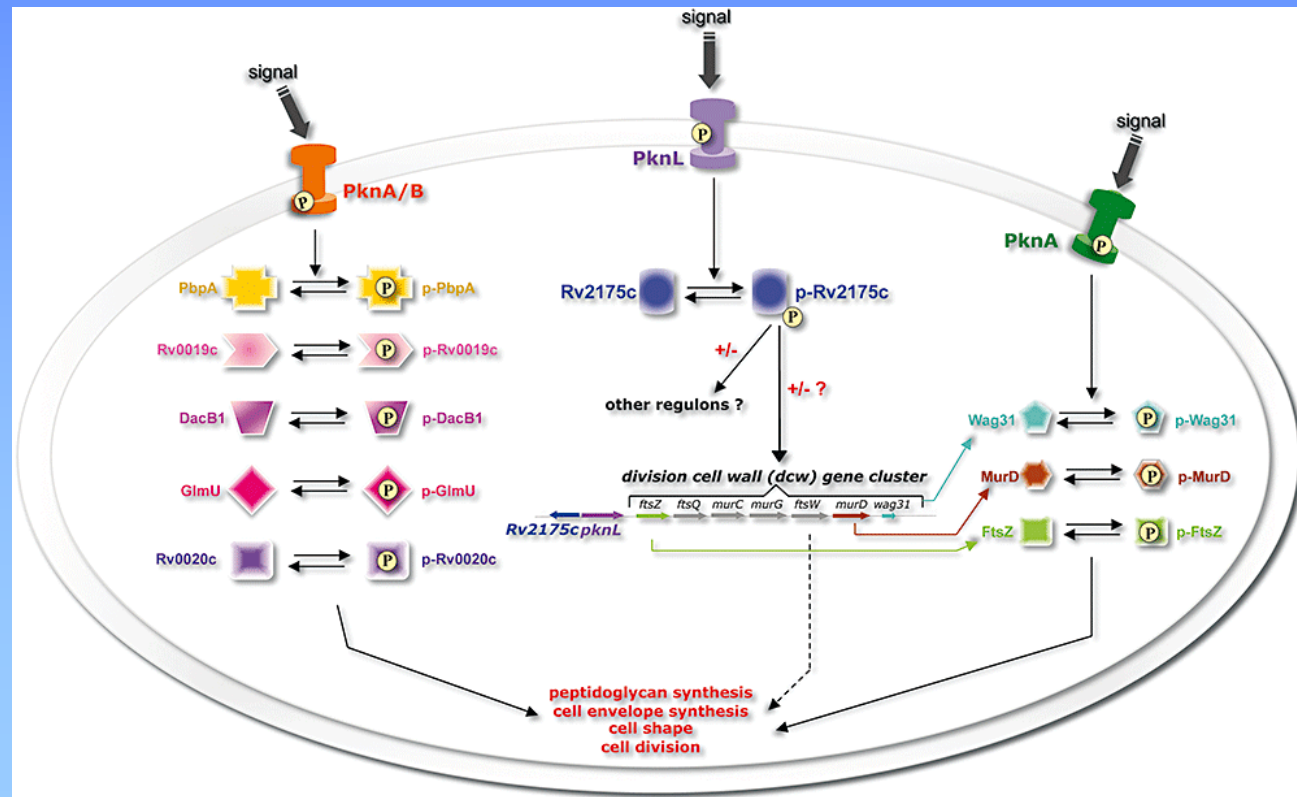 signal
signal
signal
PknL
PknA/B
PknA
P
P
P
PbpA
P
p-PbpA
Rv2175c
p-Rv2175c
P
Rv0019c
P
p-Rv0019c
+/-
+/- ?
other regulons ?
DacB1
P
p-DacB1
Wag31
P
p-Wag31
GlmU
P
p-GlmU
division cell wall (dcw) gene cluster
MurD
P
p-MurD
ftsZ ftsQ murC murG ftsW murD wag31
Rv2175c pknL
FtsZ
P
p-FtsZ
Rv0020c
P
p-Rv0020c
peptidoglycan synthesis
cell envelope synthesis
cell shape
cell division